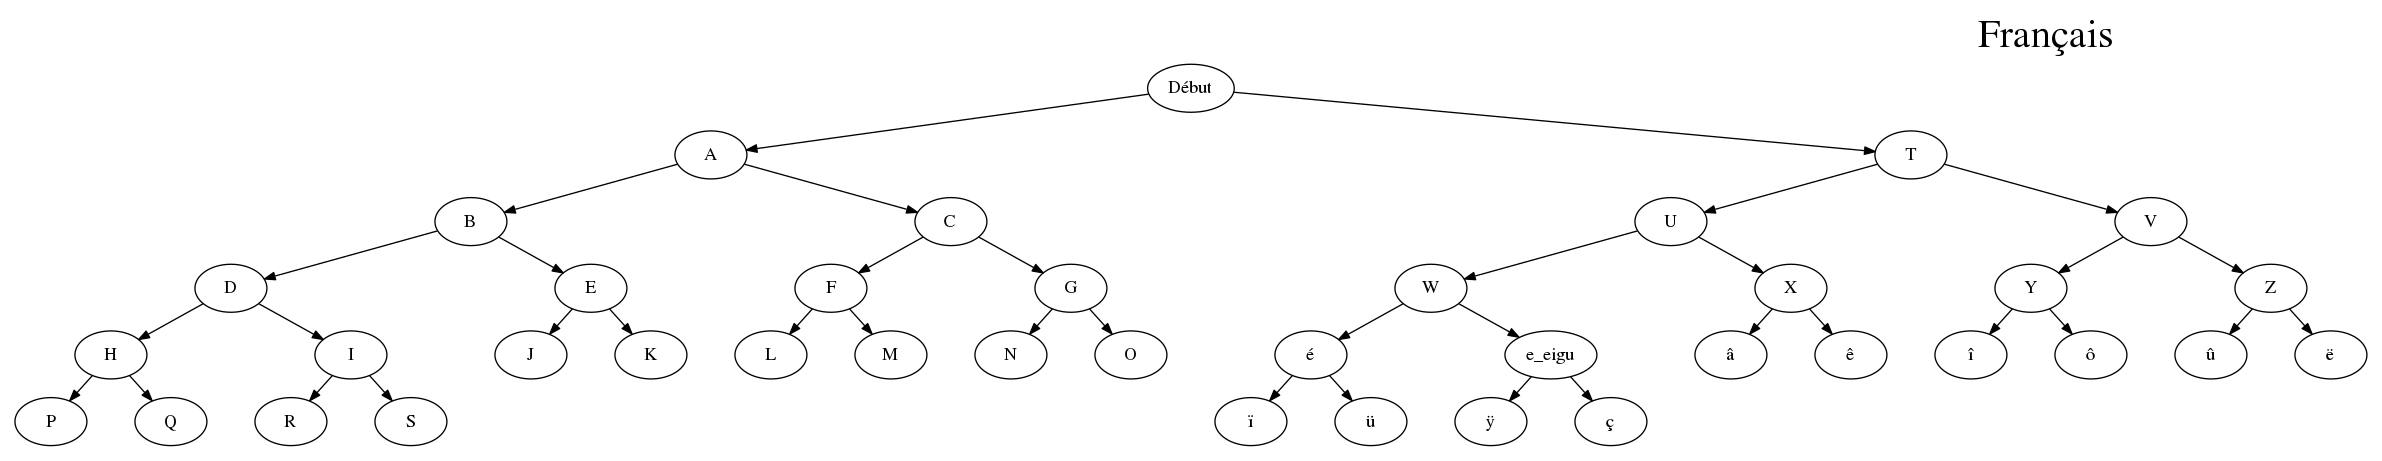 Français
Début
A T
B C U V
D E F G W X Y Z
H I J K L M N O é e_eigu â ê î ô û ë
P Q R S ï ü ÿ ç